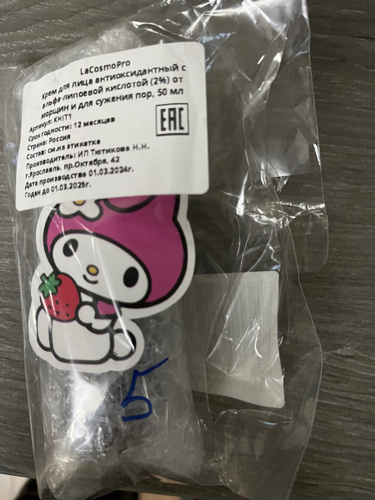 LaCosmoPro
Крем для лица антиоксидантный с
альфа-липоевой кислотой (2%) от
морщин и для сужения пор, 50 мл
Артикул: KHIT1
Срок годности: 12 месяцев
Страна: Россия
Состав: см.на этикетке
Производитель: ИП Тютикова Н.Н.
г.Ярославль, пр.Октября, 42
Дата производства 01.03.2024г.
Годен до 01.03.2025г.
EAC
5